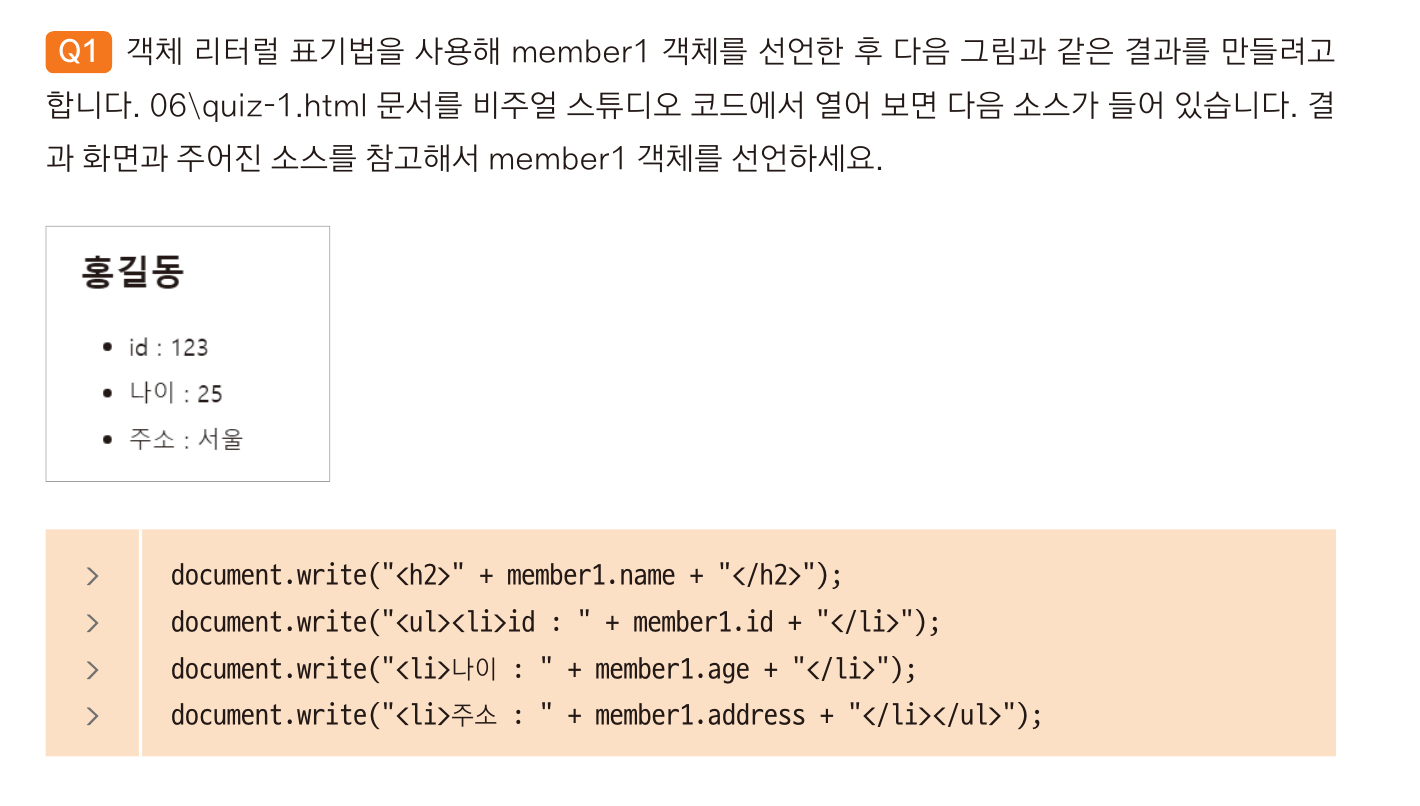 Q1 객체 리터럴 표기법을 사용해 member1 객체를 선언한 후 다음 그림과 같은 결과를 만들려고
합니다. 06\quiz-1.html 문서를 비주얼 스튜디오 코드에서 열어 보면 다음 소스가 들어 있습니다. 결
과 화면과 주어진 소스를 참고해서 member1 객체를 선언하세요.
홍길동
• id : 123
• 나이 : 25
• 주소 : 서울
> document.write("<h2>" + member1.name + "</h2>");
> document.write("<ul><li>id : " + member1.id + "</li>");
> document.write("<li>나이 : " + member1.age + "</li>");
> document.write("<li>주소 : " + member1.address + "</li></ul>");